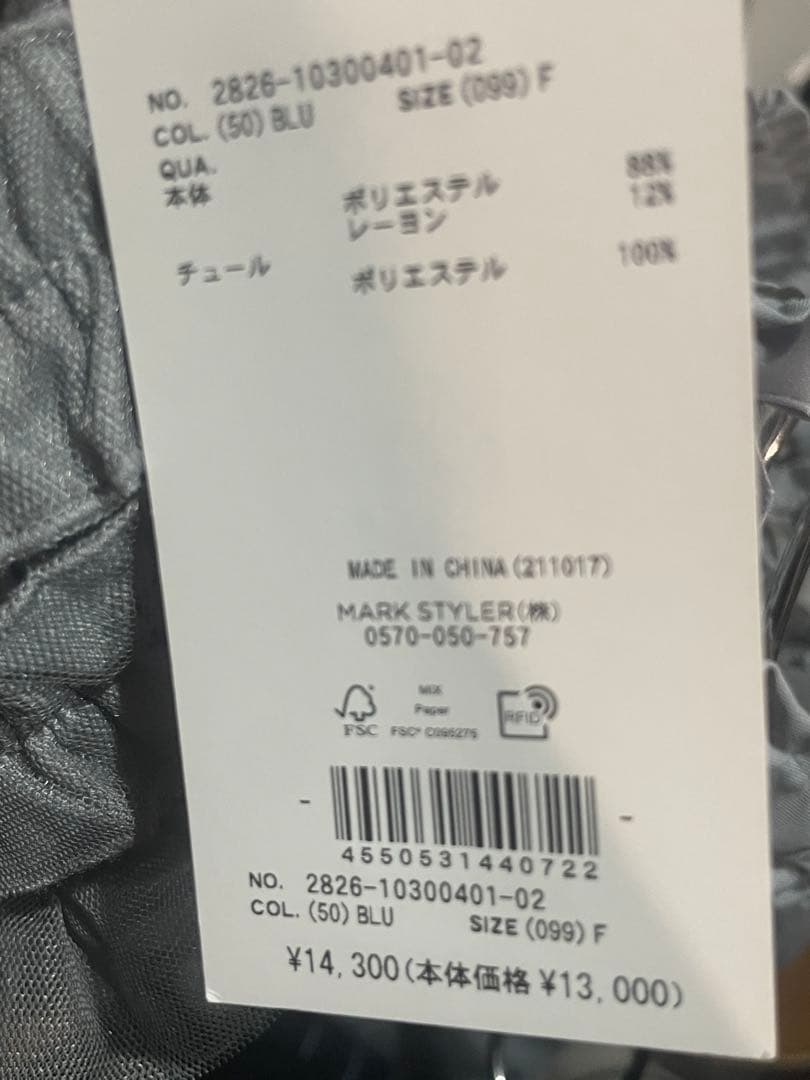 NO. 2826-10300401-02
COL. (50) BLU SIZE (099) F
QUA.
本体 ポリエステル 88%
レーヨン 12%
チュール ポリエステル 100%
MADE IN CHINA (211017)
MARK STYLER(株)
0570-050-757
MIX
Paper
FSC FSC® C095275 RFID
4550531440722
NO. 2826-10300401-02
COL. (50) BLU SIZE (099) F
¥14,300(本体価格 ¥13,000)